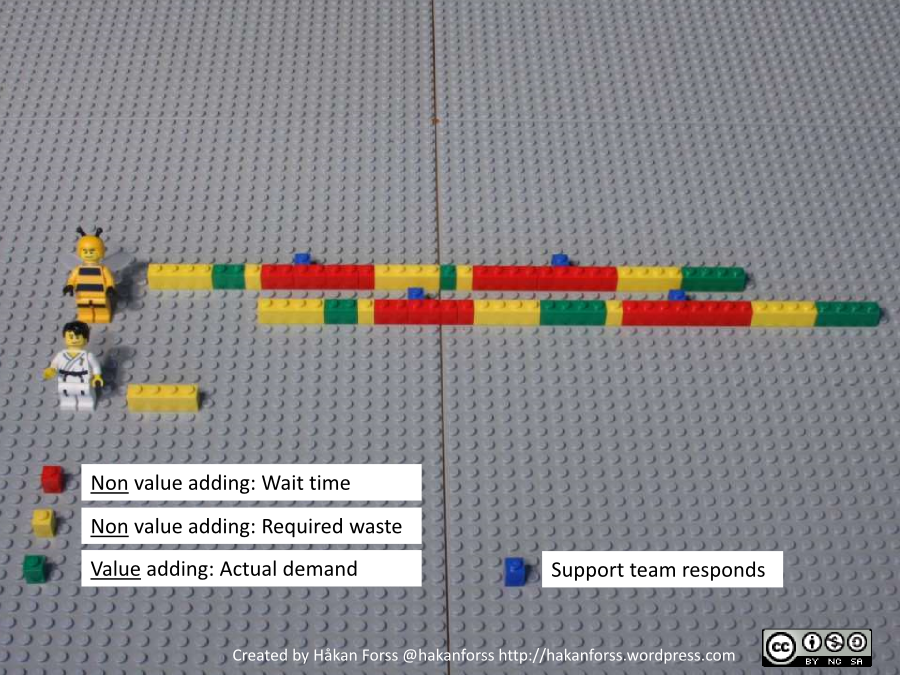 Non value adding: Wait time
Non value adding: Required waste
Value adding: Actual demand
Support team responds
Created by Håkan Forss @hakanforss http://hakanforss.wordpress.com
cc
BY NC SA